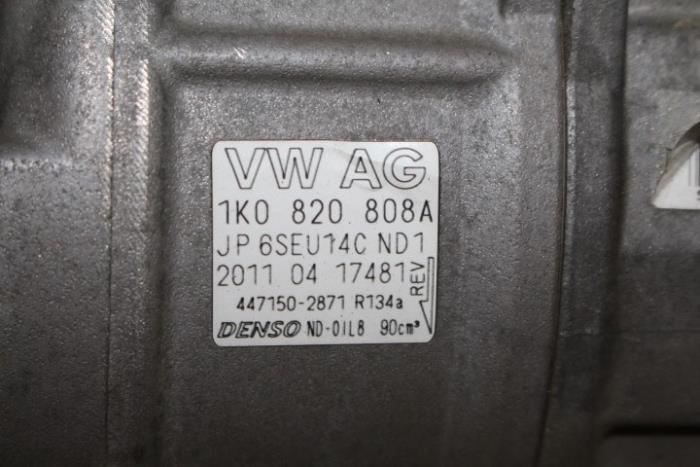 VW AG
1K0 820 808A
JP 6SEU14C ND1
2011 04 17481
REV
447150-2871 R134a
DENSO ND-OIL8 90cm³